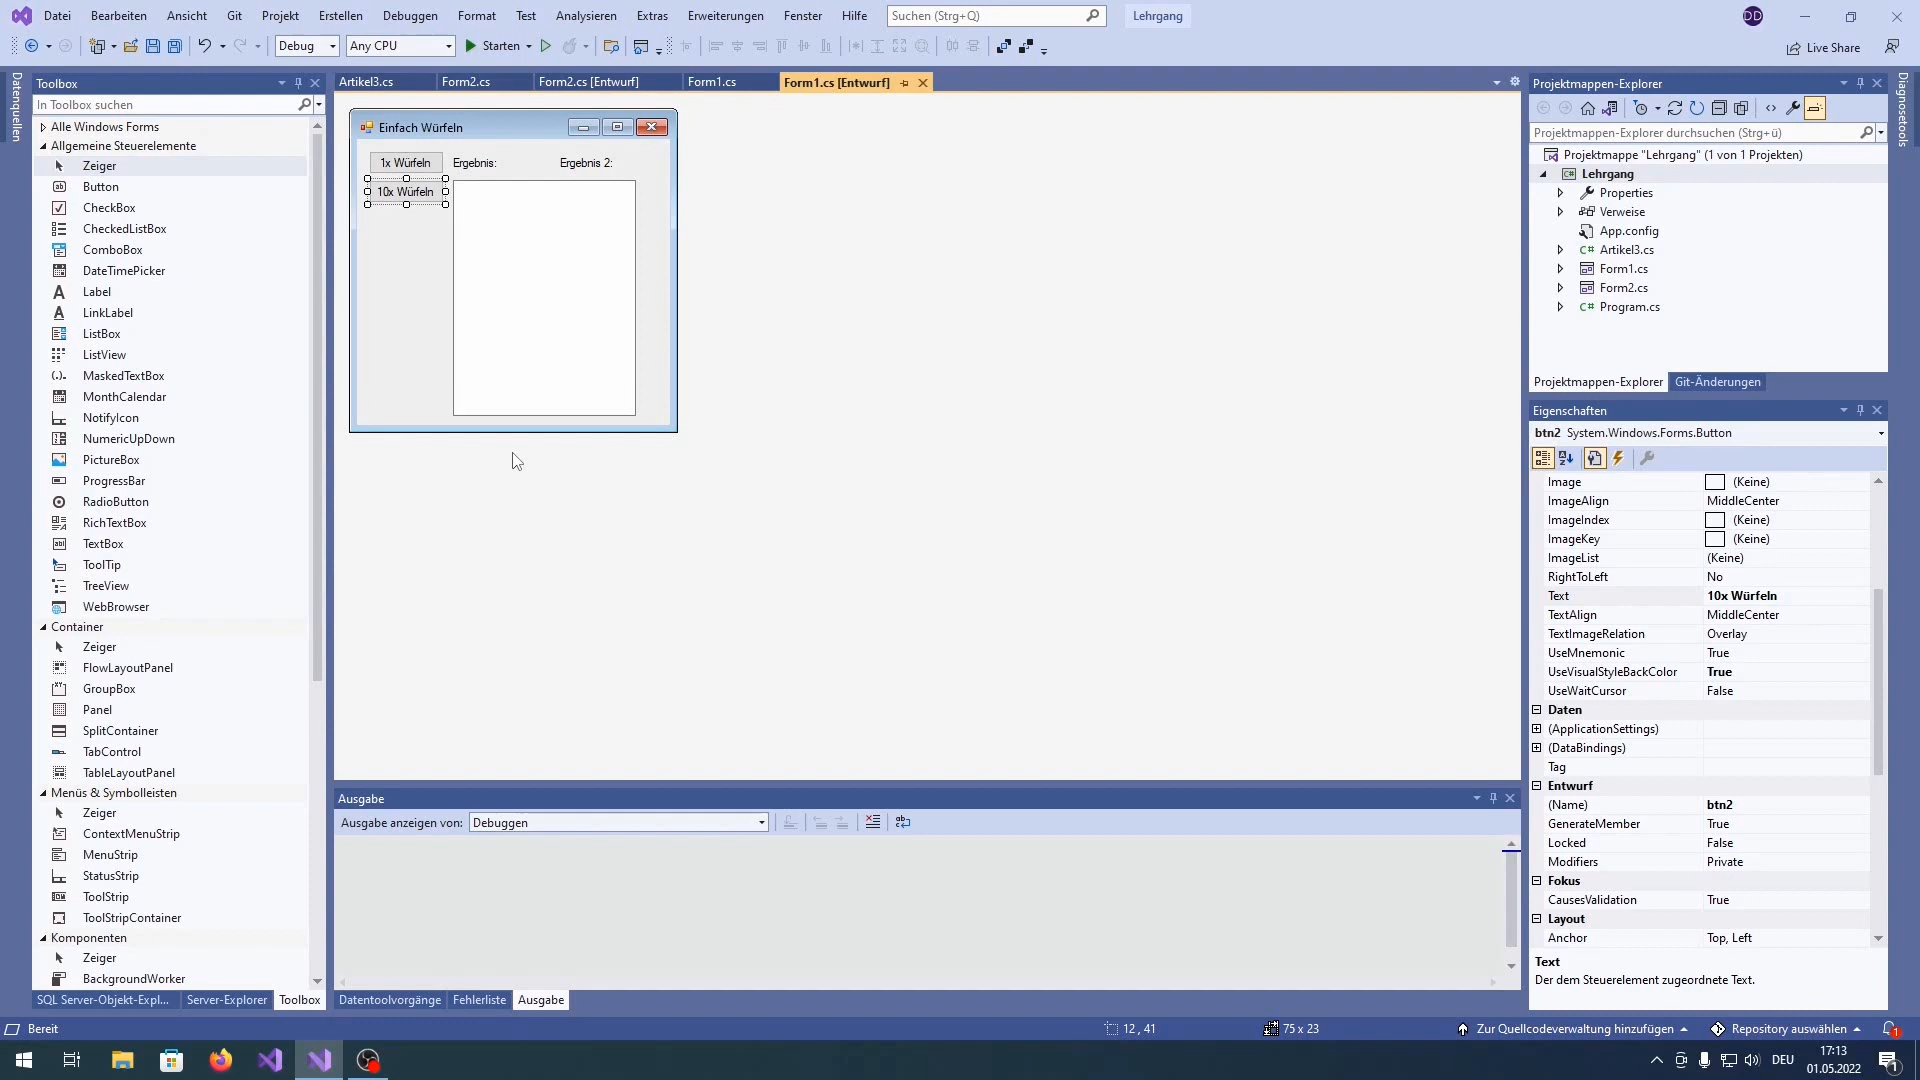 Datei Bearbeiten Ansicht Git Projekt Erstellen Debuggen Format Test Analysieren Extras Erweiterungen Fenster Hilfe Suchen (Strg+Q) Lehrgang DD
Debug Any CPU Starten Live Share
Datenquellen
Toolbox
In Toolbox suchen
Alle Windows Forms
Allgemeine Steuerelemente
Zeiger
Button
CheckBox
CheckedListBox
ComboBox
DateTimePicker
Label
LinkLabel
ListBox
ListView
MaskedTextBox
MonthCalendar
NotifyIcon
NumericUpDown
PictureBox
ProgressBar
RadioButton
RichTextBox
TextBox
ToolTip
TreeView
WebBrowser
Container
Zeiger
FlowLayoutPanel
GroupBox
Panel
SplitContainer
TabControl
TableLayoutPanel
Menüs & Symbolleisten
Zeiger
ContextMenuStrip
MenuStrip
StatusStrip
ToolStrip
ToolStripContainer
Komponenten
Zeiger
BackgroundWorker
SQL Server-Objekt-Expl... Server-Explorer Toolbox
Artikel3.cs Form2.cs Form2.cs [Entwurf] Form1.cs Form1.cs [Entwurf]
Einfach Würfeln
1x Würfeln Ergebnis: Ergebnis 2:
10x Würfeln
Ausgabe
Ausgabe anzeigen von: Debuggen
Datentoolvorgänge Fehlerliste Ausgabe
Projektmappen-Explorer
Projektmappen-Explorer durchsuchen (Strg+ü)
Projektmappe "Lehrgang" (1 von 1 Projekten)
Lehrgang
Properties
Verweise
App.config
C# Artikel3.cs
Form1.cs
Form2.cs
C# Program.cs
Projektmappen-Explorer Git-Änderungen
Diagnosetools
Eigenschaften
btn2 System.Windows.Forms.Button
Image (Keine)
ImageAlign MiddleCenter
ImageIndex (Keine)
ImageKey (Keine)
ImageList (Keine)
RightToLeft No
Text 10x Würfeln
TextAlign MiddleCenter
TextImageRelation Overlay
UseMnemonic True
UseVisualStyleBackColor True
UseWaitCursor False
Daten
(ApplicationSettings)
(DataBindings)
Tag
Entwurf
(Name) btn2
GenerateMember True
Locked False
Modifiers Private
Fokus
CausesValidation True
Layout
Anchor Top, Left
Text
Der dem Steuerelement zugeordnete Text.
Bereit 12 , 41 75 x 23 Zur Quellcodeverwaltung hinzufügen Repository auswählen 1
DEU 17:13
01.05.2022 1